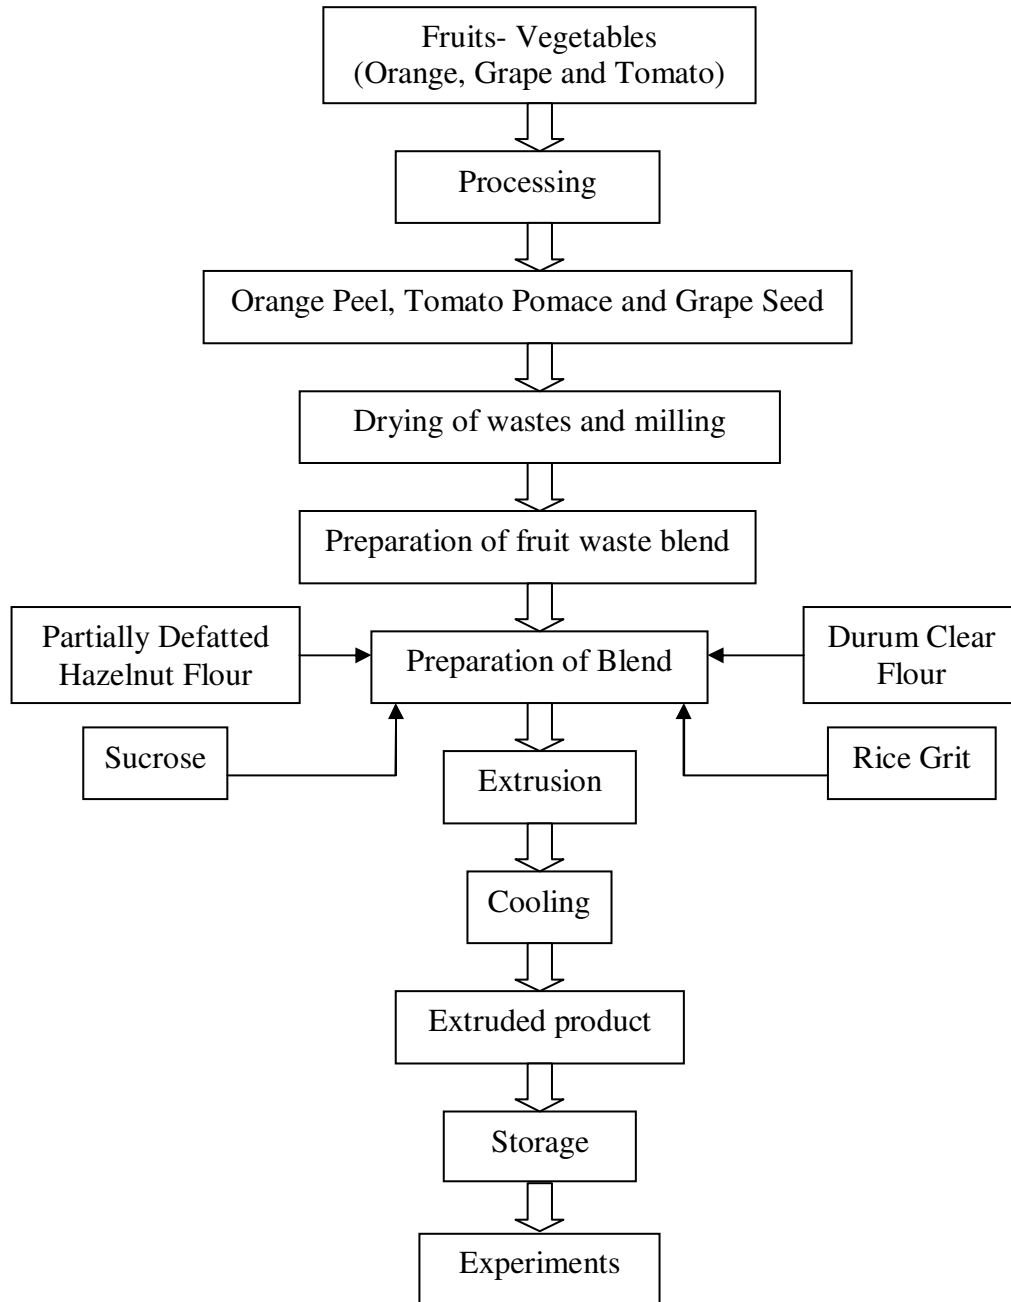 Fruits- Vegetables
(Orange, Grape and Tomato)
Processing
Orange Peel, Tomato Pomace and Grape Seed
Drying of wastes and milling
Preparation of fruit waste blend
Partially Defatted
Hazelnut Flour
Preparation of Blend
Durum Clear
Flour
Sucrose
Rice Grit
Extrusion
Cooling
Extruded product
Storage
Experiments